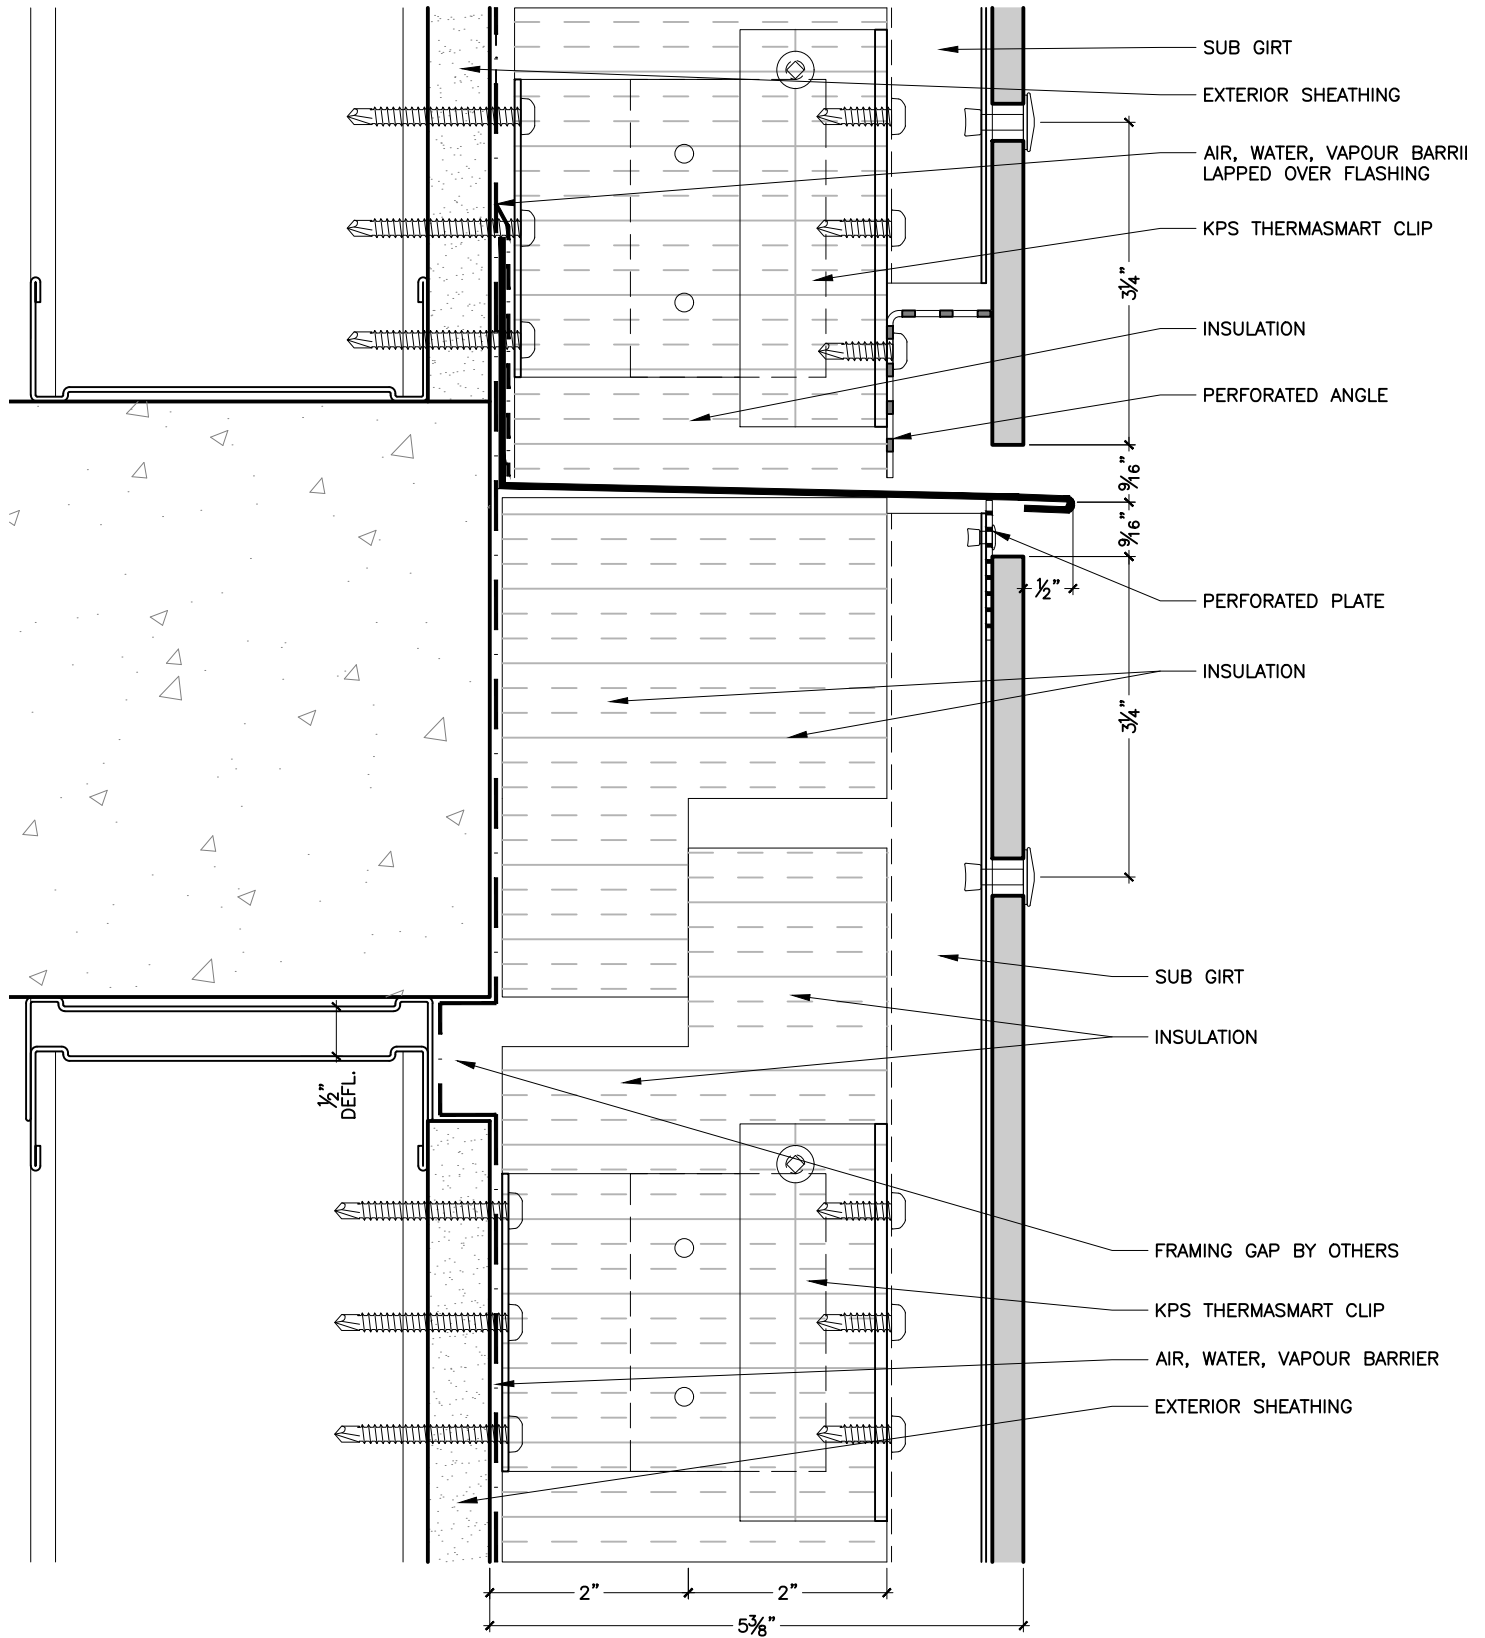 SUB GIRT
EXTERIOR SHEATHING
AIR, WATER, VAPOUR BARRI
LAPPED OVER FLASHING
KPS THERMASMART CLIP
3¼"
INSULATION
PERFORATED ANGLE
9/16"
9/16"
½"
PERFORATED PLATE
INSULATION
3¼"
SUB GIRT
INSULATION
½"
DEFL.
FRAMING GAP BY OTHERS
KPS THERMASMART CLIP
AIR, WATER, VAPOUR BARRIER
EXTERIOR SHEATHING
2"
2"
5⅜"